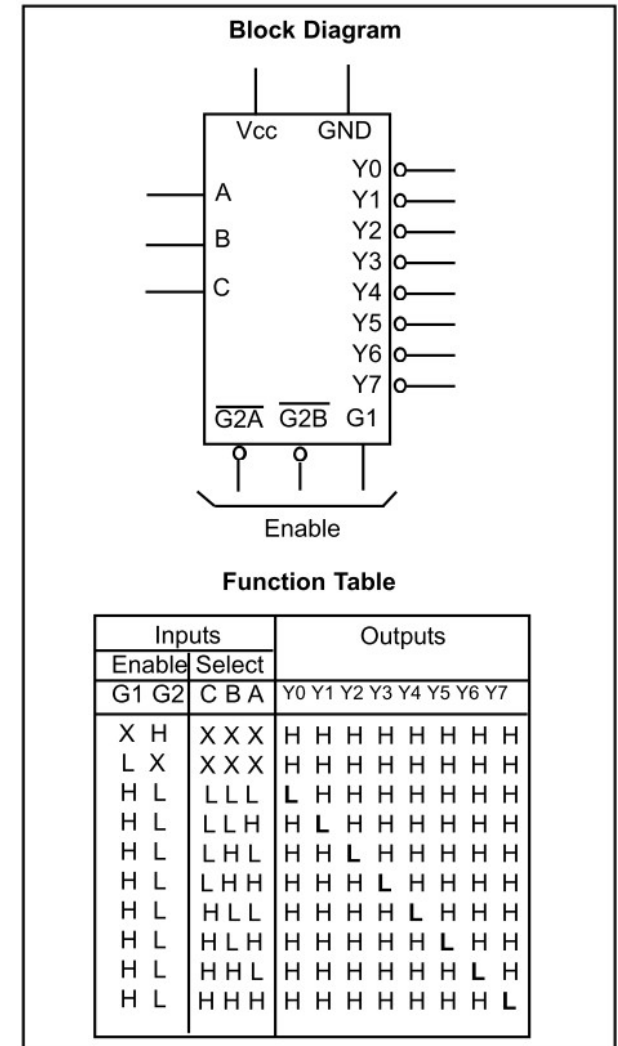 Block Diagram
Vcc GND
Y0
A
Y1
Y2
B
Y3
C
Y4
Y5
Y6
Y7
G2A G2B G1
Enable
Function Table
Inputs Outputs
Enable Select
G1 G2 C B A Y0 Y1 Y2 Y3 Y4 Y5 Y6 Y7
X H X X X H H H H H H H H
L X X X X H H H H H H H H
H L L L L L H H H H H H H
H L L L H H L H H H H H H
H L L H L H H L H H H H H
H L L H H H H H L H H H H
H L H L L H H H H L H H H
H L H L H H H H H H L H H
H L H H L H H H H H H L H
H L H H H H H H H H H H L